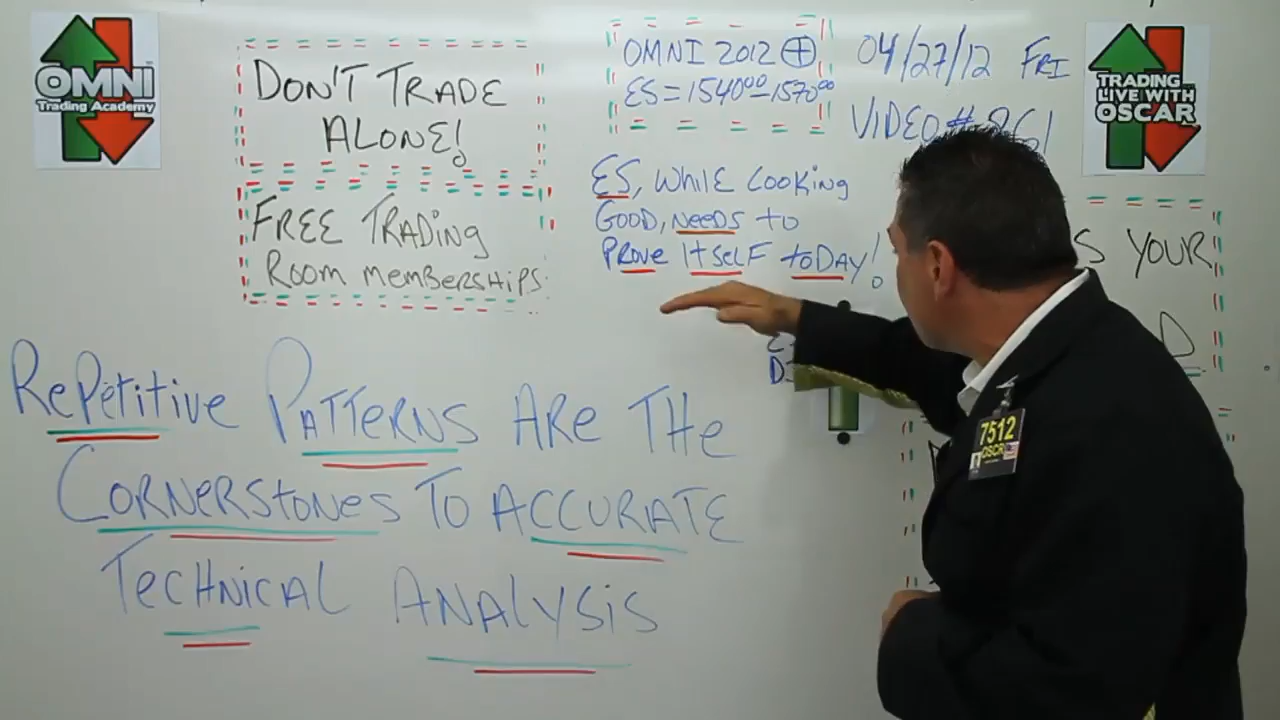 OMNI
Trading Academy
DON'T TRADE
ALONE!
FREE TRADING
ROOM MEMBERSHIPS
OMNI 2012 ⊕
ES = 1540⁰⁰ – 1570⁰⁰
04/27/12 FRI
VIDEO # 861
TRADING
LIVE WITH
OSCAR
ES, WHILE LOOKING
GOOD, NEEDS to
PROVE ITSELF toDAY!
S YOUR
D
D
REPETITIVE PATTERNS ARE THE
CORNERSTONES TO ACCURATE
TECHNICAL ANALYSIS
7512
OSCR